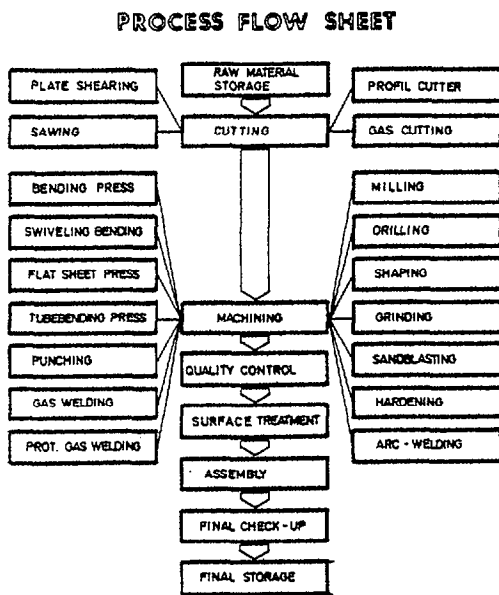 PROCESS FLOW SHEET
RAW MATERIAL
STORAGE
PLATE SHEARING
PROFIL CUTTER
SAWING
CUTTING
GAS CUTTING
BENDING PRESS
MILLING
SWIVELING BENDING
DRILLING
FLAT SHEET PRESS
SHAPING
TUBEBENDING PRESS
MACHINING
GRINDING
PUNCHING
QUALITY CONTROL
SANDBLASTING
GAS WELDING
SURFACE TREATMENT
HARDENING
PROT. GAS WELDING
ARC - WELDING
ASSEMBLY
FINAL CHECK-UP
FINAL STORAGE